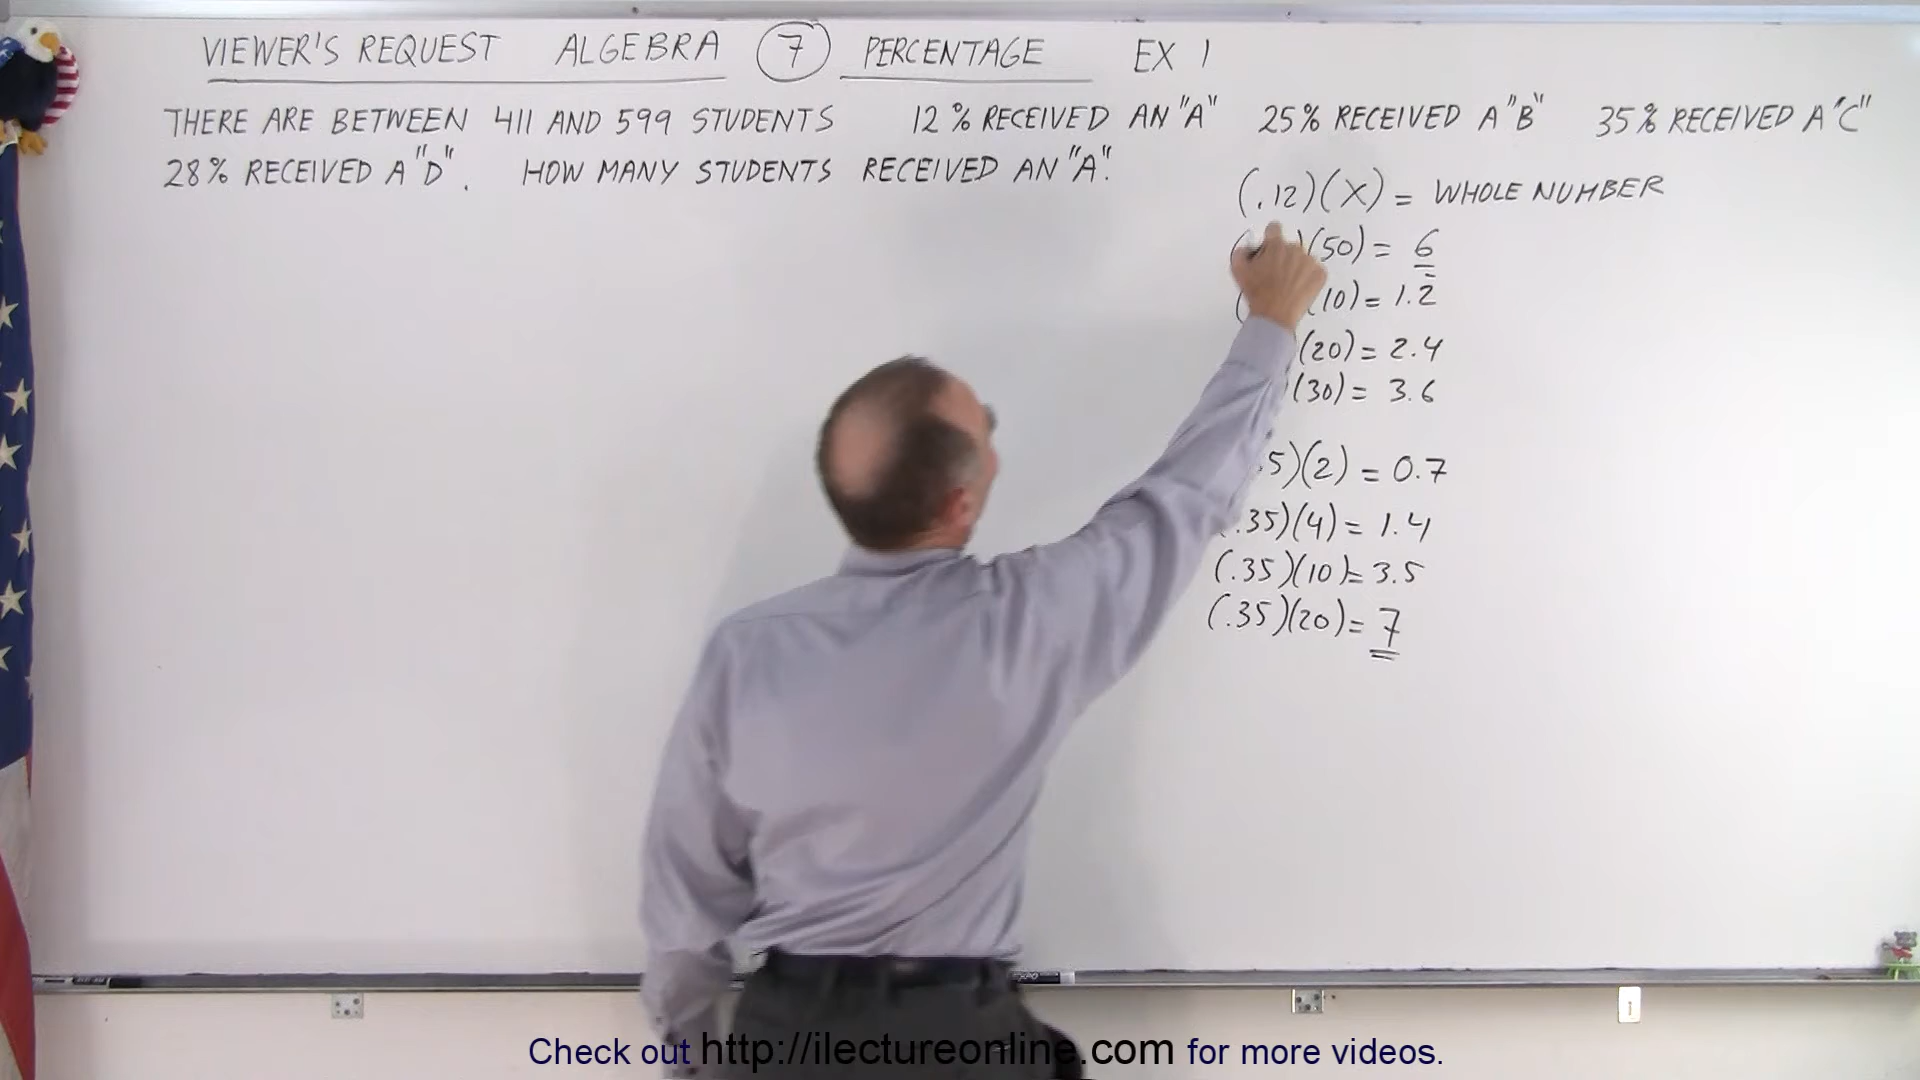 VIEWER'S REQUEST ALGEBRA 7 PERCENTAGE EX 1
THERE ARE BETWEEN 411 AND 599 STUDENTS 12% RECEIVED AN "A" 25% RECEIVED A "B" 35% RECEIVED A "C"
28% RECEIVED A "D". HOW MANY STUDENTS RECEIVED AN "A".
(.12)(X) = WHOLE NUMBER
(50) = 6
10) = 1.2
(20) = 2.4
(30) = 3.6
5)(2) = 0.7
.35)(4) = 1.4
(.35)(10) = 3.5
(.35)(20) = 7
Check out http://ilectureonline.com for more videos.